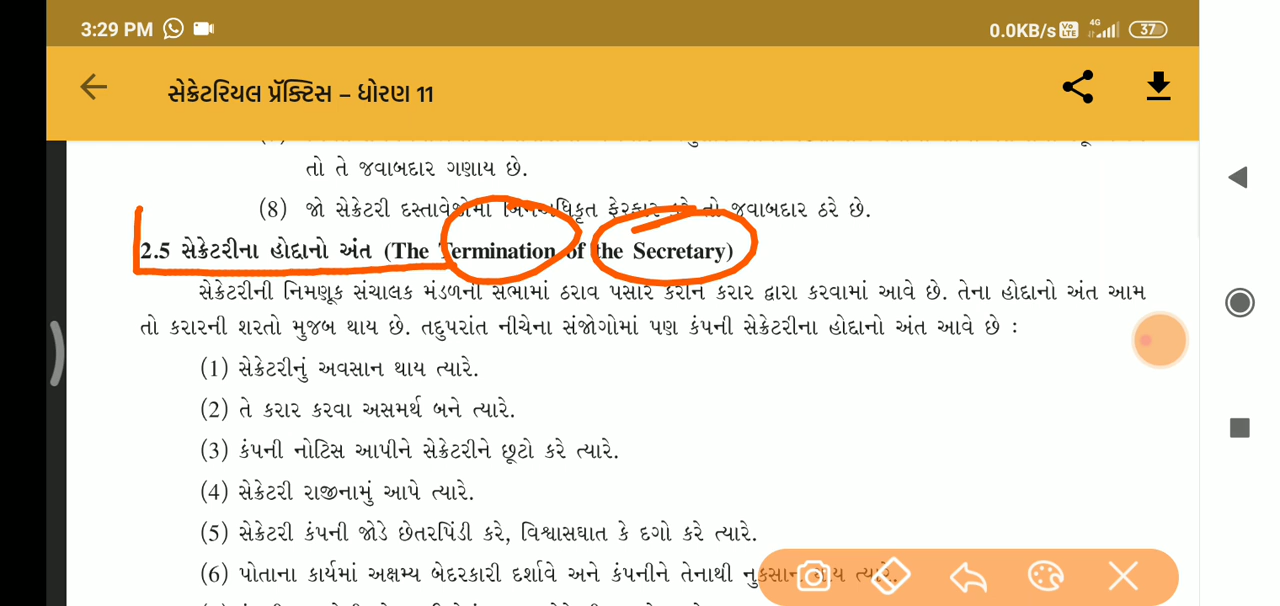 3:29 PM
0.0KB/s Vo LTE 4G 37
સેક્રેટરિયલ પ્રૅક્ટિસ – ધોરણ 11
તો તે જવાબદાર ગણાય છે.
(8) જો સેક્રેટરી દસ્તાવેજોમાં બિનઅધિકૃત ફેરફાર કરે તો જવાબદાર ઠરે છે.
2.5 સેક્રેટરીના હોદ્દાનો અંત (The Termination of the Secretary)
સેક્રેટરીની નિમણૂક સંચાલક મંડળની સભામાં ઠરાવ પસાર કરીને કરાર દ્વારા કરવામાં આવે છે. તેના હોદ્દાનો અંત આમ
તો કરારની શરતો મુજબ થાય છે. તદુપરાંત નીચેના સંજોગોમાં પણ કંપની સેક્રેટરીના હોદ્દાનો અંત આવે છે :
(1) સેક્રેટરીનું અવસાન થાય ત્યારે.
(2) તે કરાર કરવા અસમર્થ બને ત્યારે.
(3) કંપની નોટિસ આપીને સેક્રેટરીને છૂટો કરે ત્યારે.
(4) સેક્રેટરી રાજીનામું આપે ત્યારે.
(5) સેક્રેટરી કંપની જોડે છેતરપિંડી કરે, વિશ્વાસઘાત કે દગો કરે ત્યારે.
(6) પોતાના કાર્યમાં અક્ષમ્ય બેદરકારી દર્શાવે અને કંપનીને તેનાથી નુકસાન થાય ત્યારે.